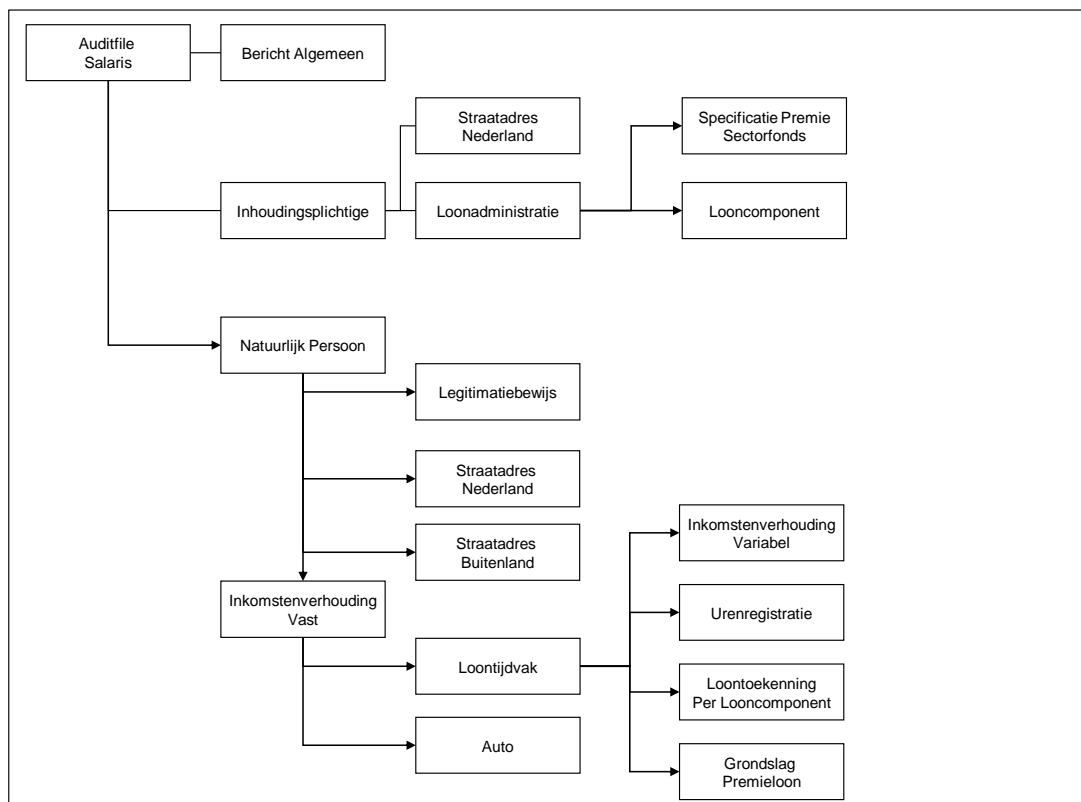 Auditfile
Salaris
Bericht Algemeen
Straatadres
Nederland
Specificatie Premie
Sectorfonds
Inhoudingsplichtige
Loonadministratie
Looncomponent
Natuurlijk Persoon
Legitimatiebewijs
Straatadres
Nederland
Inkomstenverhouding
Variabel
Straatadres
Buitenland
Inkomstenverhouding
Vast
Urenregistratie
Loontijdvak
Loontoekenning
Per Looncomponent
Auto
Grondslag
Premieloon